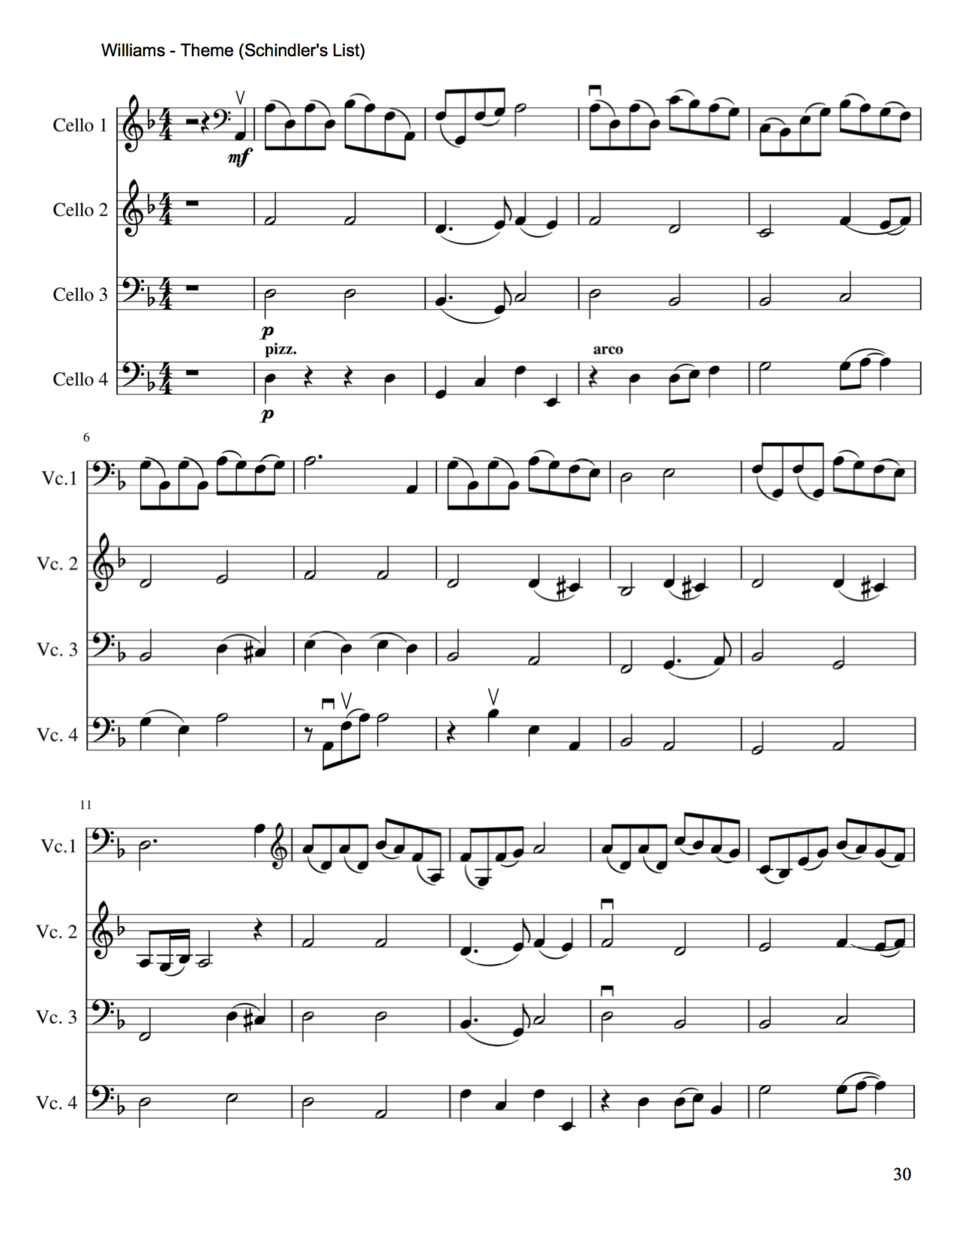 Williams - Theme (Schindler's List)
Cello 1
mf
Cello 2
Cello 3
p
pizz.
arco
Cello 4
p
6
Vc.1
Vc. 2
Vc. 3
Vc. 4
11
Vc.1
Vc. 2
Vc. 3
Vc. 4
30